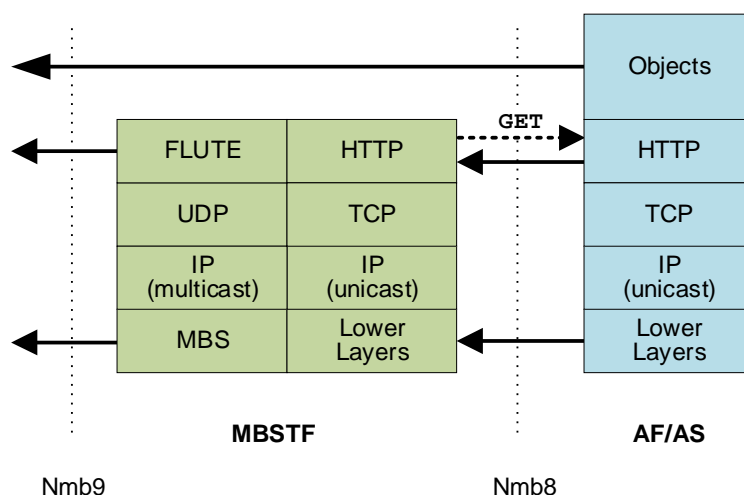 Objects
GET
FLUTE
HTTP
HTTP
UDP
TCP
TCP
IP
(multicast)
IP
(unicast)
IP
(unicast)
MBS
Lower
Layers
Lower
Layers
MBSTF
AF/AS
Nmb9
Nmb8